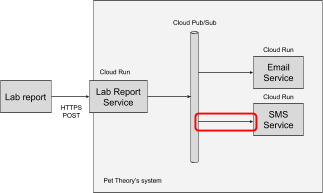 Cloud Pub/Sub
Cloud Run
Email
Service
Cloud Run
Lab report
HTTPS
POST
Lab Report
Service
Cloud Run
SMS
Service
Pet Theory's system